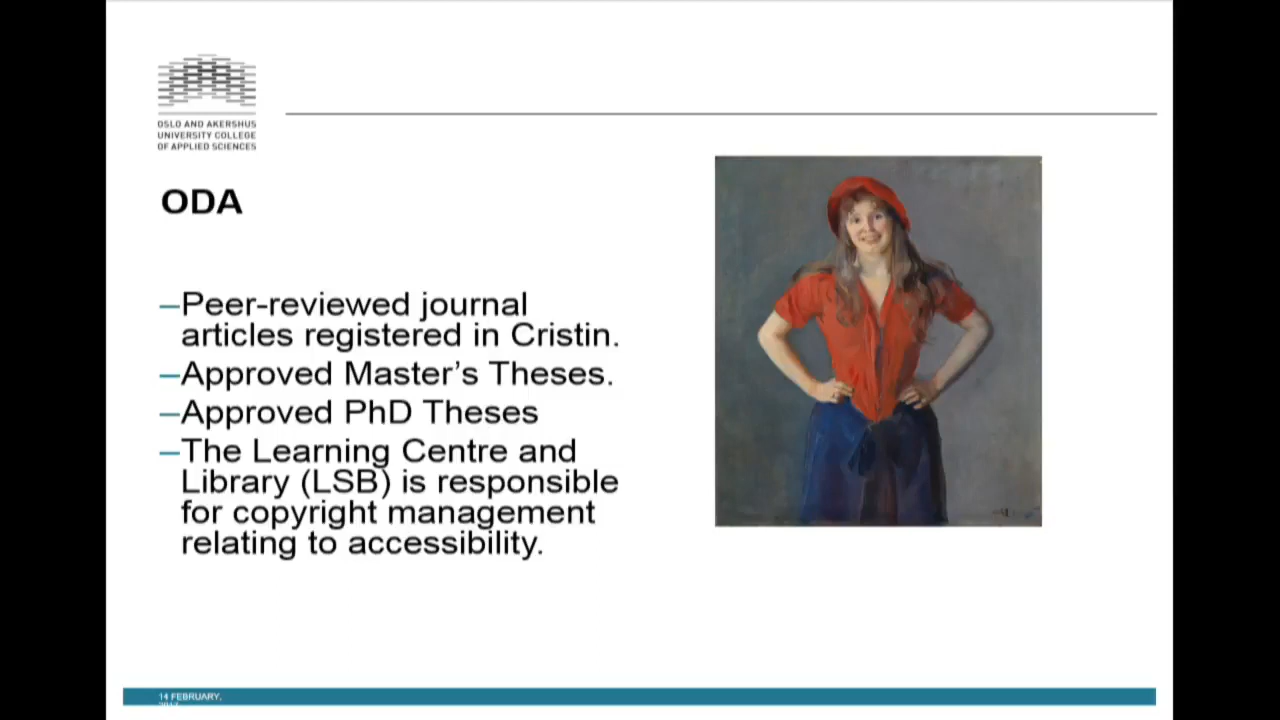 OSLO AND AKERSHUS
UNIVERSITY COLLEGE
OF APPLIED SCIENCES
ODA
–Peer-reviewed journal
articles registered in Cristin.
–Approved Master’s Theses.
–Approved PhD Theses
–The Learning Centre and
Library (LSB) is responsible
for copyright management
relating to accessibility.
14 FEBRUARY.